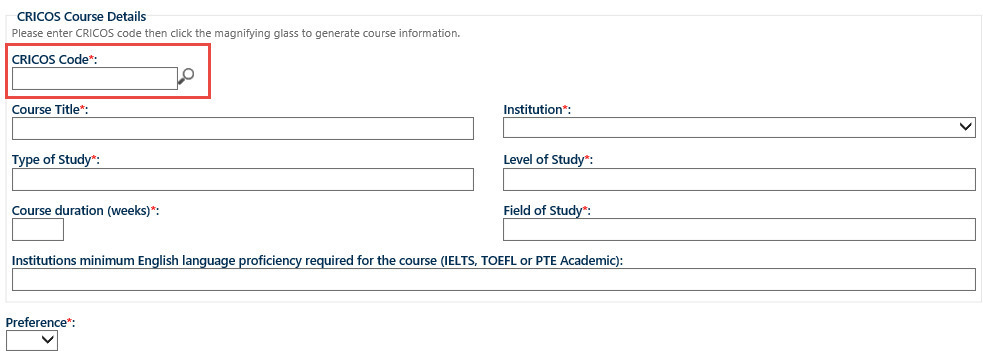 CRICOS Course Details
Please enter CRICOS code then click the magnifying glass to generate course information.
CRICOS Code*:
Course Title*:
Institution*:
Type of Study*:
Level of Study*:
Course duration (weeks)*:
Field of Study*:
Institutions minimum English language proficiency required for the course (IELTS, TOEFL or PTE Academic):
Preference*: